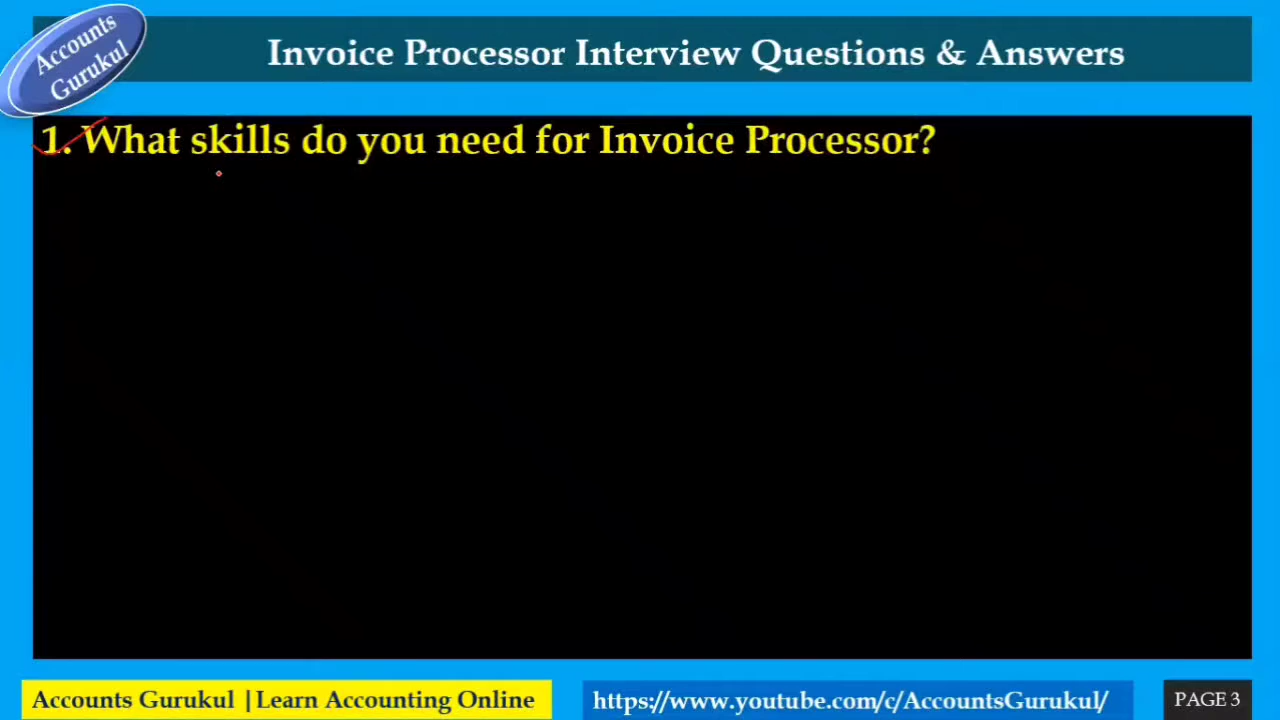 Accounts
Gurukul
Invoice Processor Interview Questions & Answers
1. What skills do you need for Invoice Processor?
Accounts Gurukul |Learn Accounting Online
https://www.youtube.com/c/AccountsGurukul/
PAGE 3